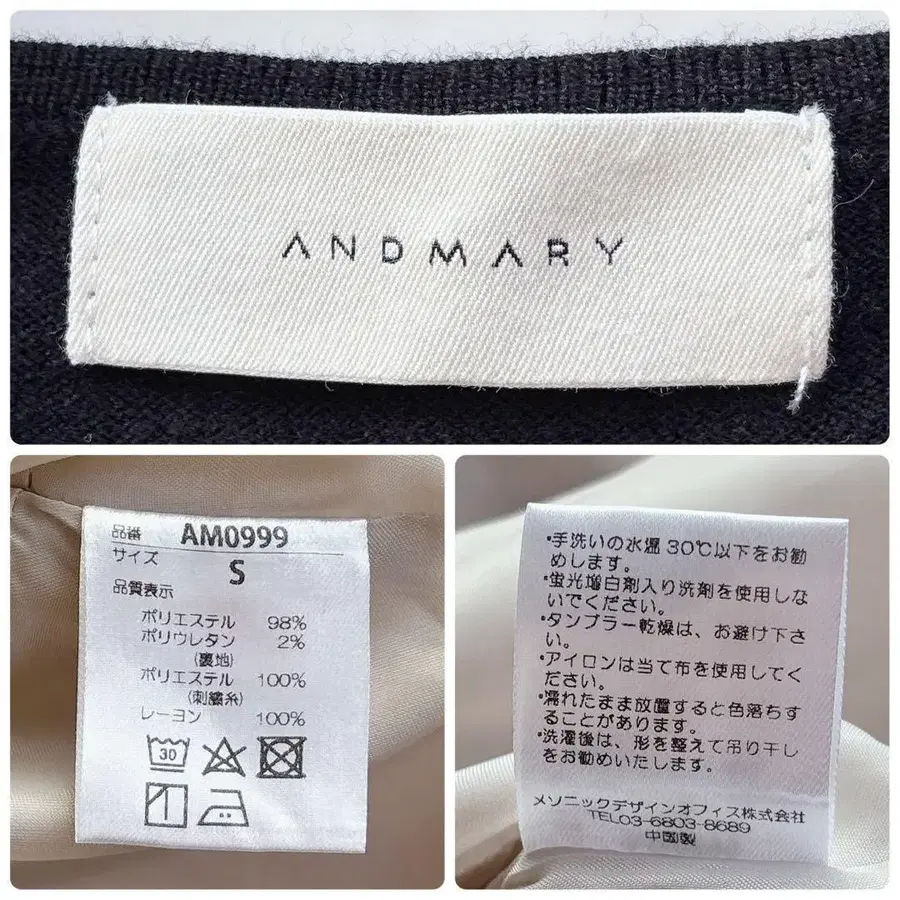 ANDMARY
品番 AM0999
サイズ S
品質表示
ポリエステル 98%
ポリウレタン 2%
(裏地)
ポリエステル 100%
(刺繍糸)
レーヨン 100%
30
・手洗いの水温30℃以下をお勧
めします。
・蛍光増白剤入り洗剤を使用しな
いでください。
・タンブラー乾燥は、お避け下さ
い。
・アイロンは当て布を使用してく
ださい。
・濡れたまま放置すると色落ちす
ることがあります。
・洗濯後は、形を整えて吊り干し
をお勧めいたします。
メソニックデザインオフィス株式会社
TEL03-6803-8689
中國製